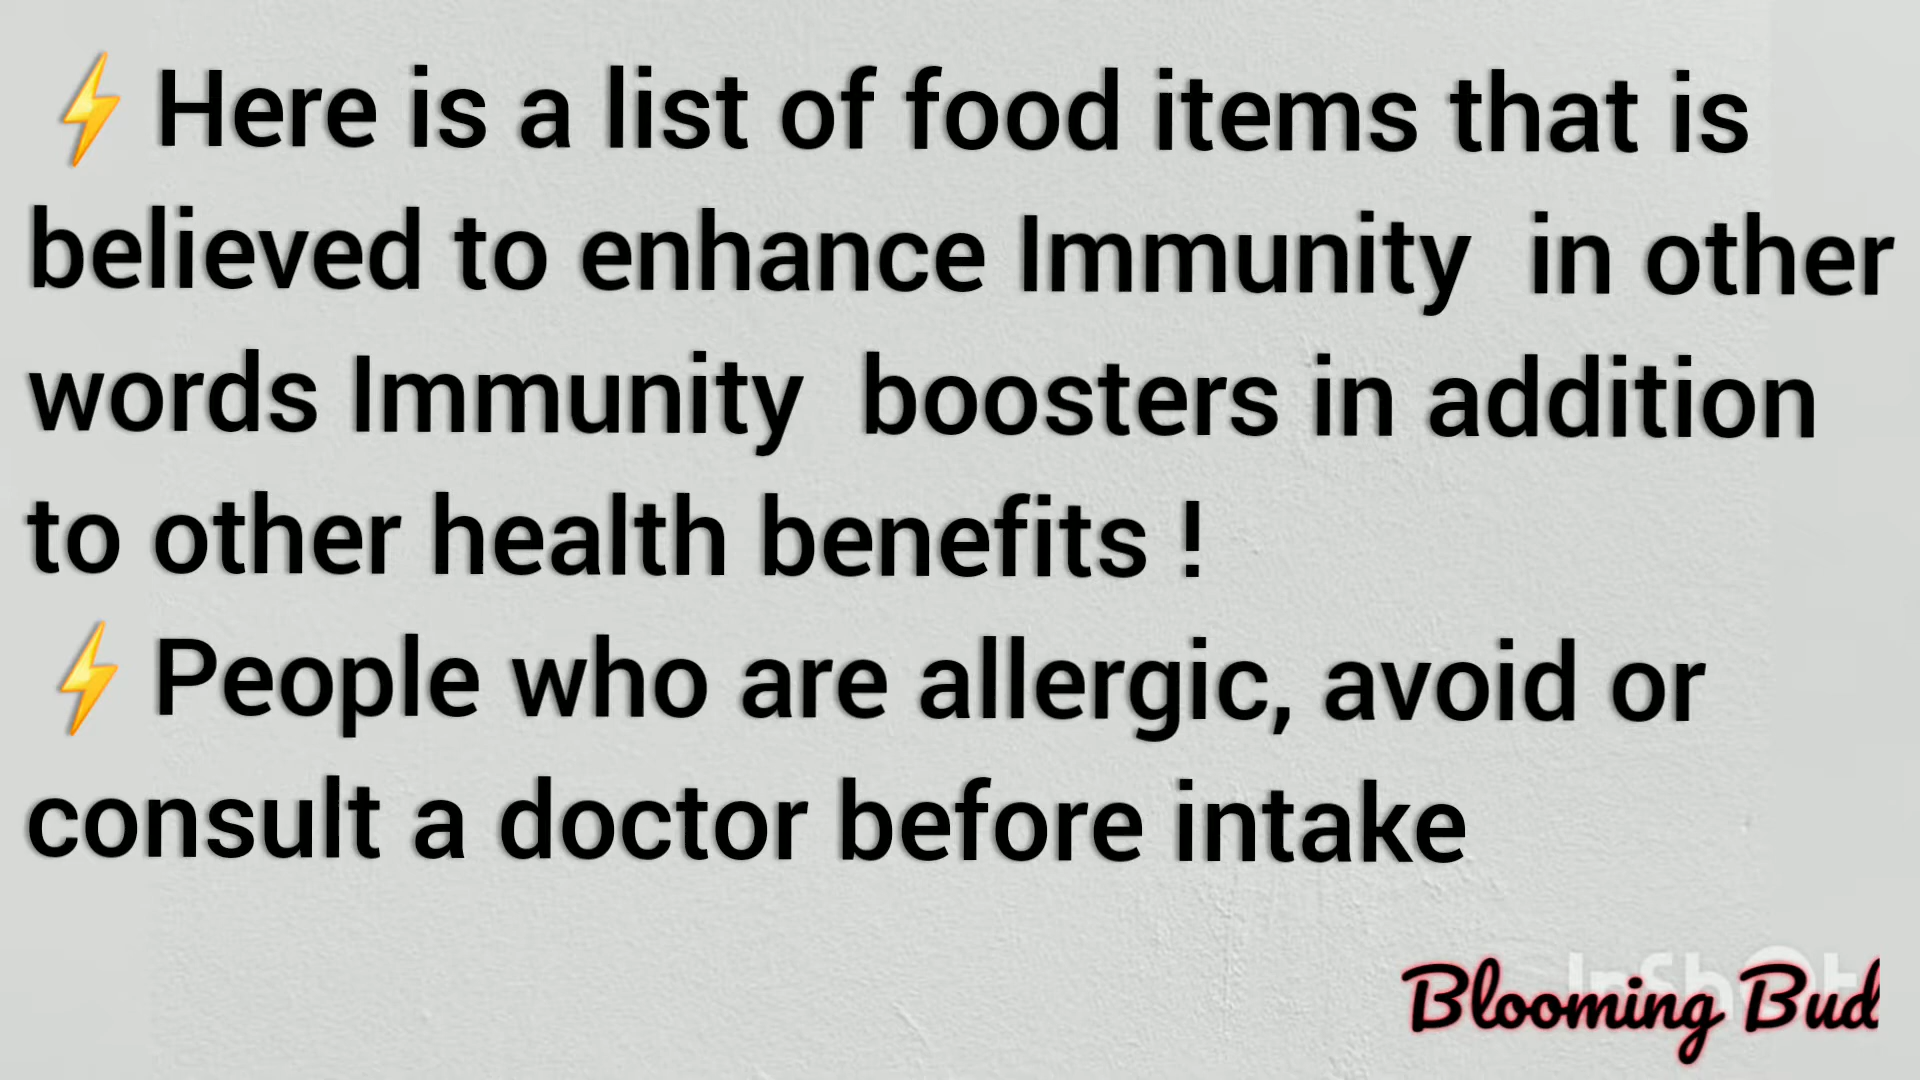 ⚡Here is a list of food items that is
believed to enhance Immunity  in other
words Immunity  boosters in addition
to other health benefits !
⚡People who are allergic, avoid or
consult a doctor before intake
InShot
Blooming Bud